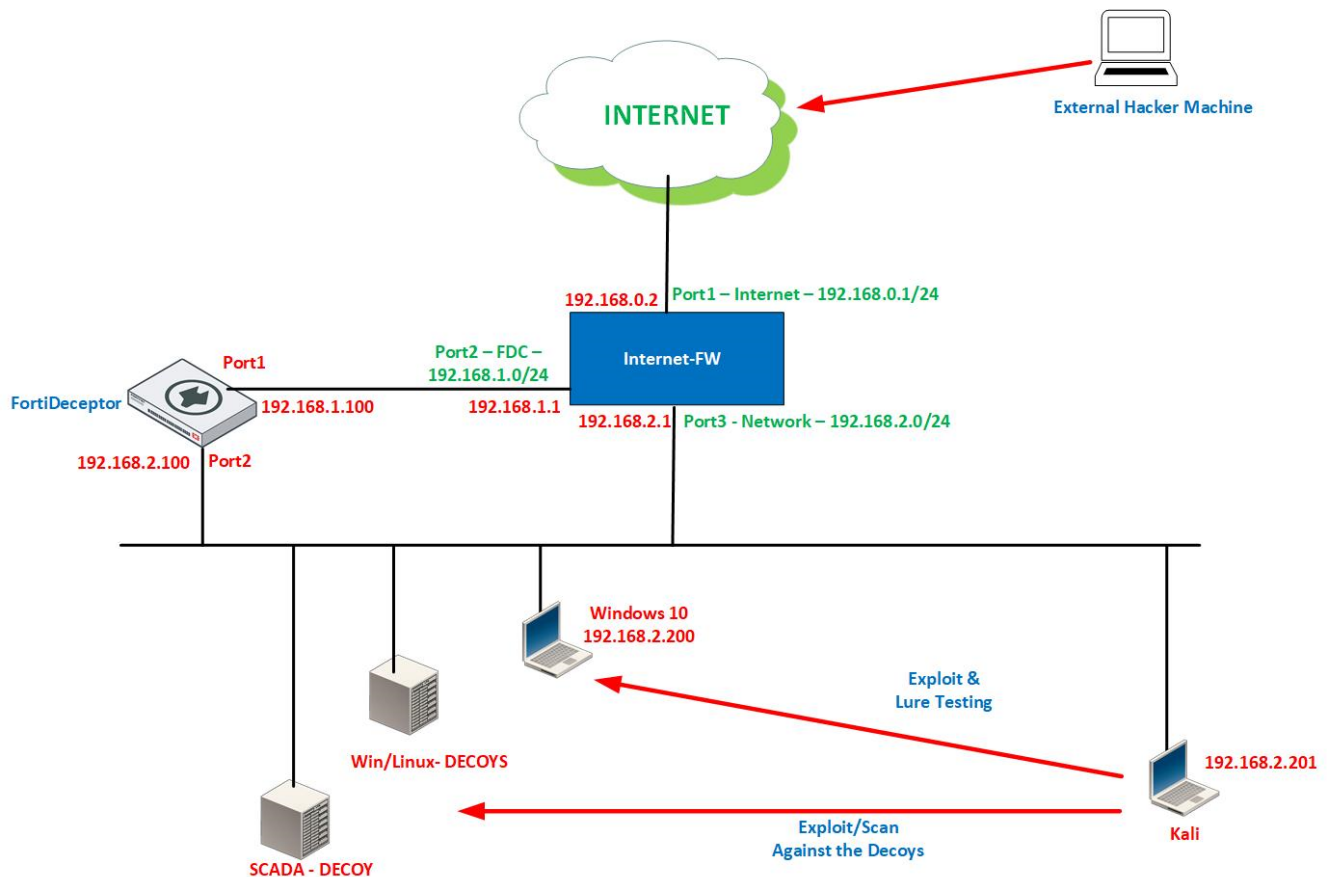 INTERNET
External Hacker Machine
192.168.0.2
Port1 – Internet – 192.168.0.1/24
Internet-FW
Port2 – FDC –
192.168.1.0/24
Port1
FortiDeceptor
192.168.1.100
192.168.1.1
192.168.2.1
Port3 - Network – 192.168.2.0/24
192.168.2.100
Port2
Windows 10
192.168.2.200
Exploit &
Lure Testing
Win/Linux- DECOYS
192.168.2.201
Exploit/Scan
Against the Decoys
Kali
SCADA - DECOY